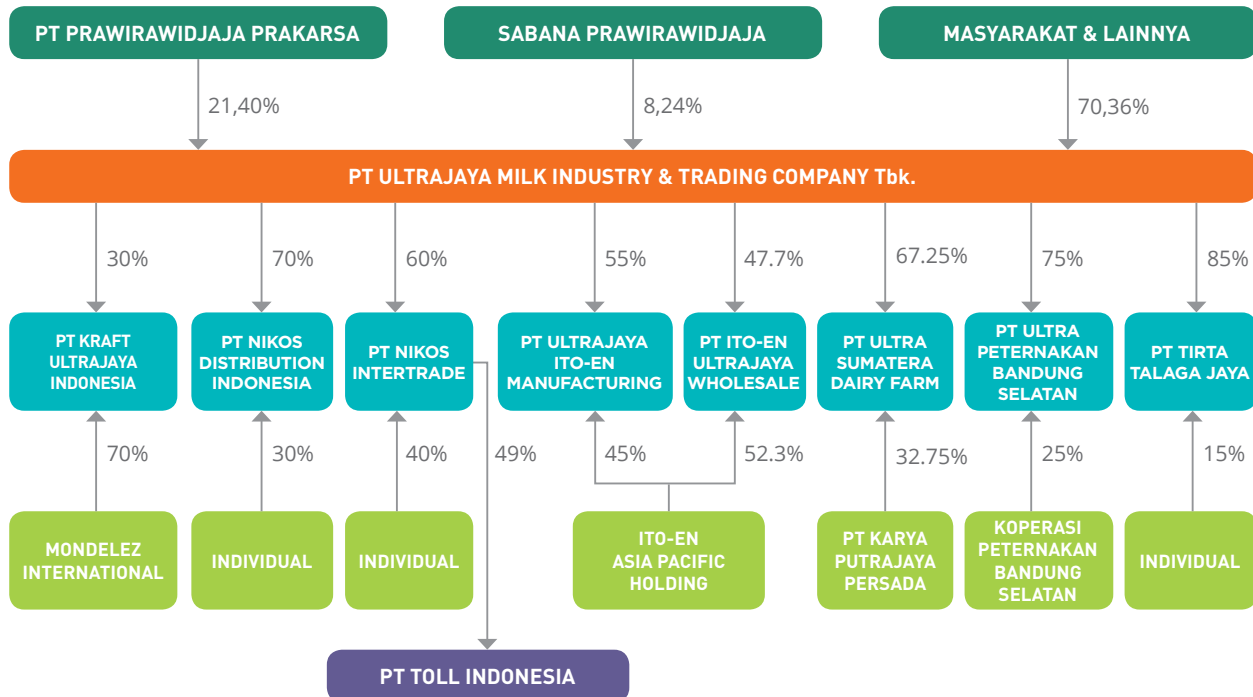 PT PRAWIRAWIDJAJA PRAKARSA
SABANA PRAWIRAWIDJAJA
MASYARAKAT & LAINNYA
21,40%
8,24%
70,36%
PT ULTRAJAYA MILK INDUSTRY & TRADING COMPANY Tbk.
30%
70%
60%
55%
47.7%
67.25%
75%
85%
PT KRAFT
ULTRAJAYA
INDONESIA
PT NIKOS
DISTRIBUTION
INDONESIA
PT NIKOS
INTERTRADE
PT ULTRAJAYA
ITO-EN
MANUFACTURING
PT ITO-EN
ULTRAJAYA
WHOLESALE
PT ULTRA
SUMATERA
DAIRY FARM
PT ULTRA
PETERNAKAN
BANDUNG
SELATAN
PT TIRTA
TALAGA JAYA
70%
30%
40%
49%
45%
52.3%
32.75%
25%
15%
MONDELEZ
INTERNATIONAL
INDIVIDUAL
INDIVIDUAL
ITO-EN
ASIA PACIFIC
HOLDING
PT KARYA
PUTRAJAYA
PERSADA
KOPERASI
PETERNAKAN
BANDUNG
SELATAN
INDIVIDUAL
PT TOLL INDONESIA